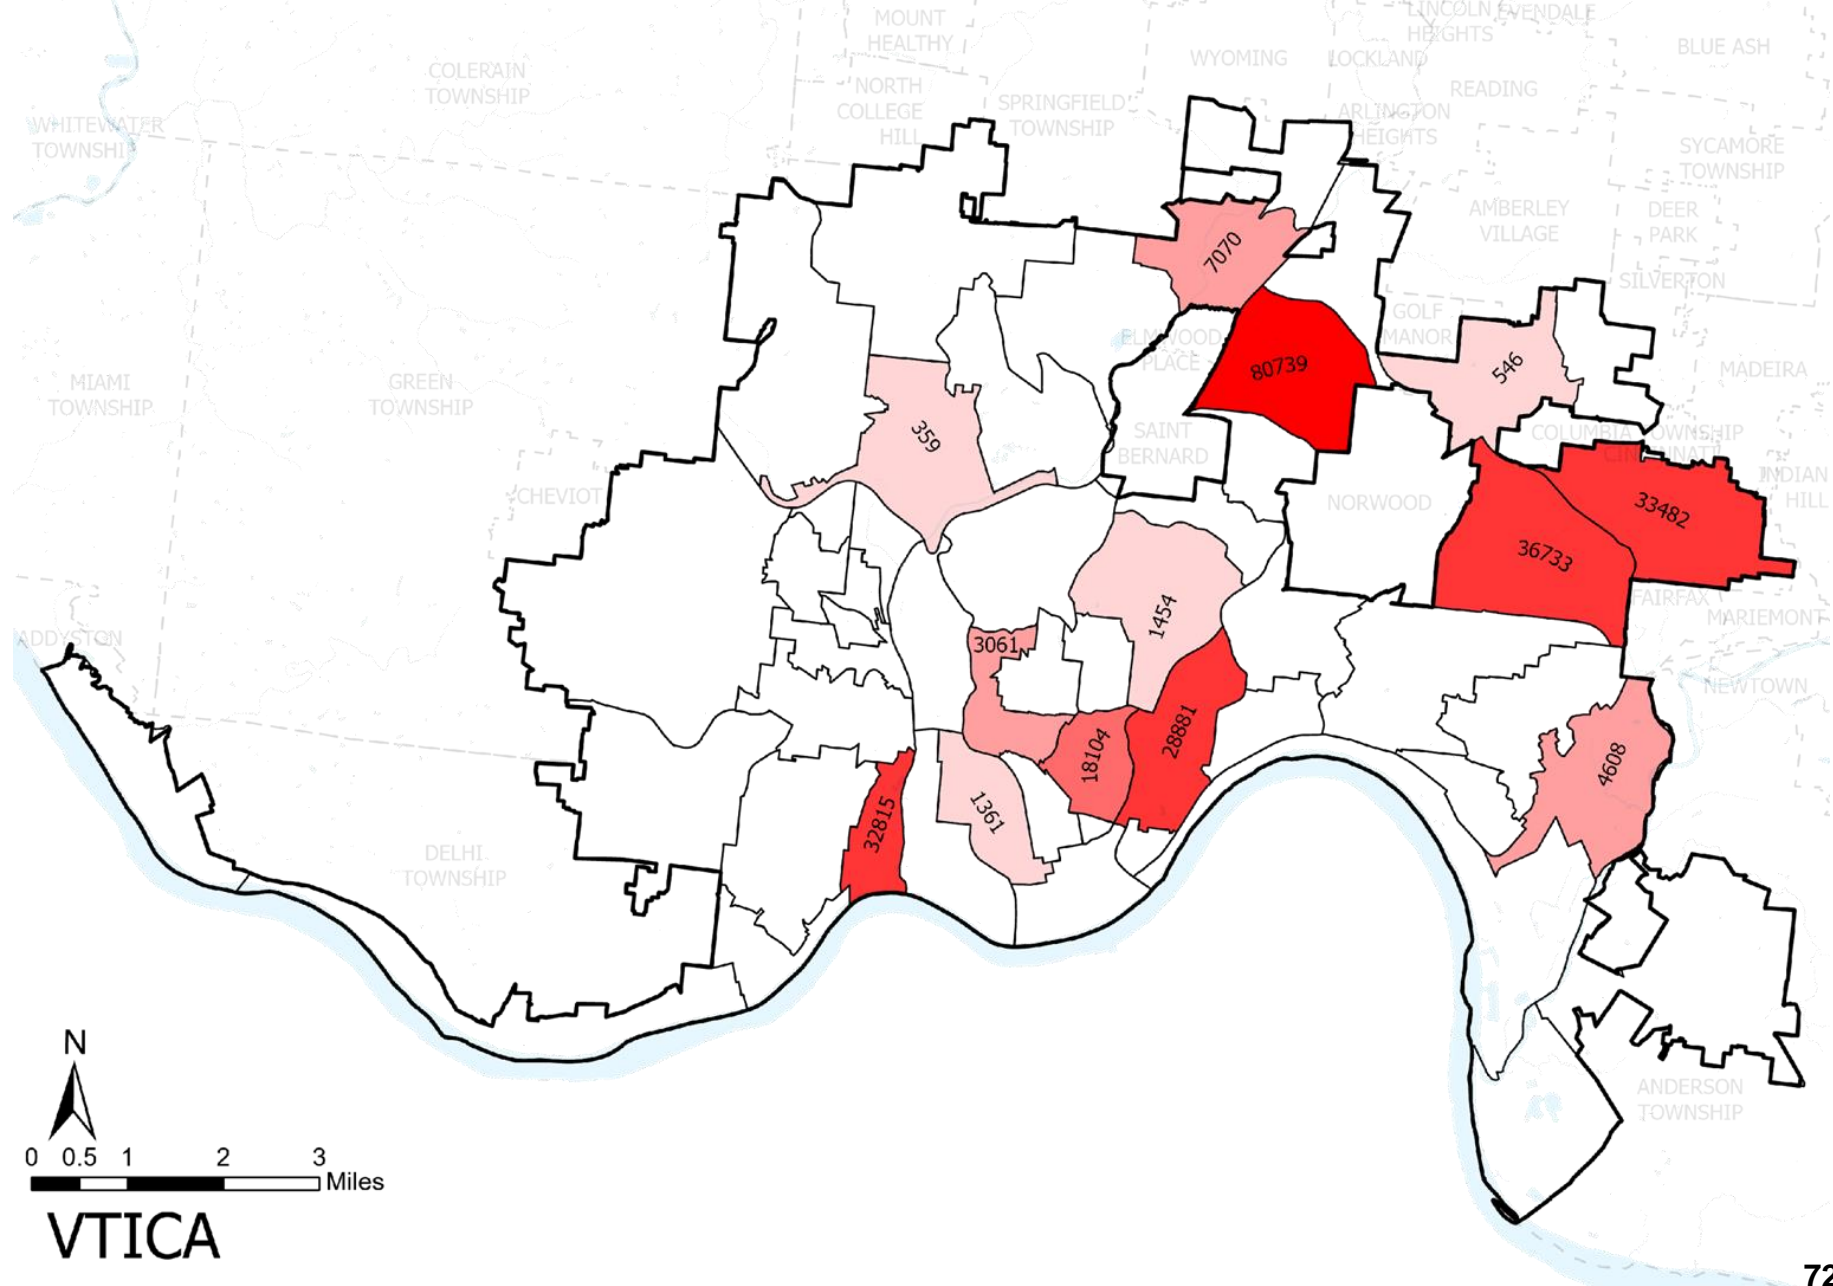 MOUNT
HEALTHY
LINCOLN
HEIGHTS
EVENDALE
BLUE ASH
WYOMING
LOCKLAND
COLERAIN
TOWNSHIP
NORTH
COLLEGE
HILL
READING
SPRINGFIELD
TOWNSHIP
ARLINGTON
HEIGHTS
WHITEWATER
TOWNSHIP
SYCAMORE
TOWNSHIP
AMBERLEY
VILLAGE
DEER
PARK
7070
SILVERTON
GOLF
MANOR
ELMWOOD
PLACE
80739
546
MADEIRA
MIAMI
TOWNSHIP
GREEN
TOWNSHIP
359
SAINT
BERNARD
COLUMBIA TOWNSHIP
CINCINNATI
INDIAN
HILL
CHEVIOT
NORWOOD
33482
36733
FAIRFAX
MARIEMONT
1454
ADDYSTON
3061
NEWTOWN
28881
18104
4608
1361
32815
DELHI
TOWNSHIP
ANDERSON
TOWNSHIP
N
0 0.5 1 2 3
Miles
VTICA
72